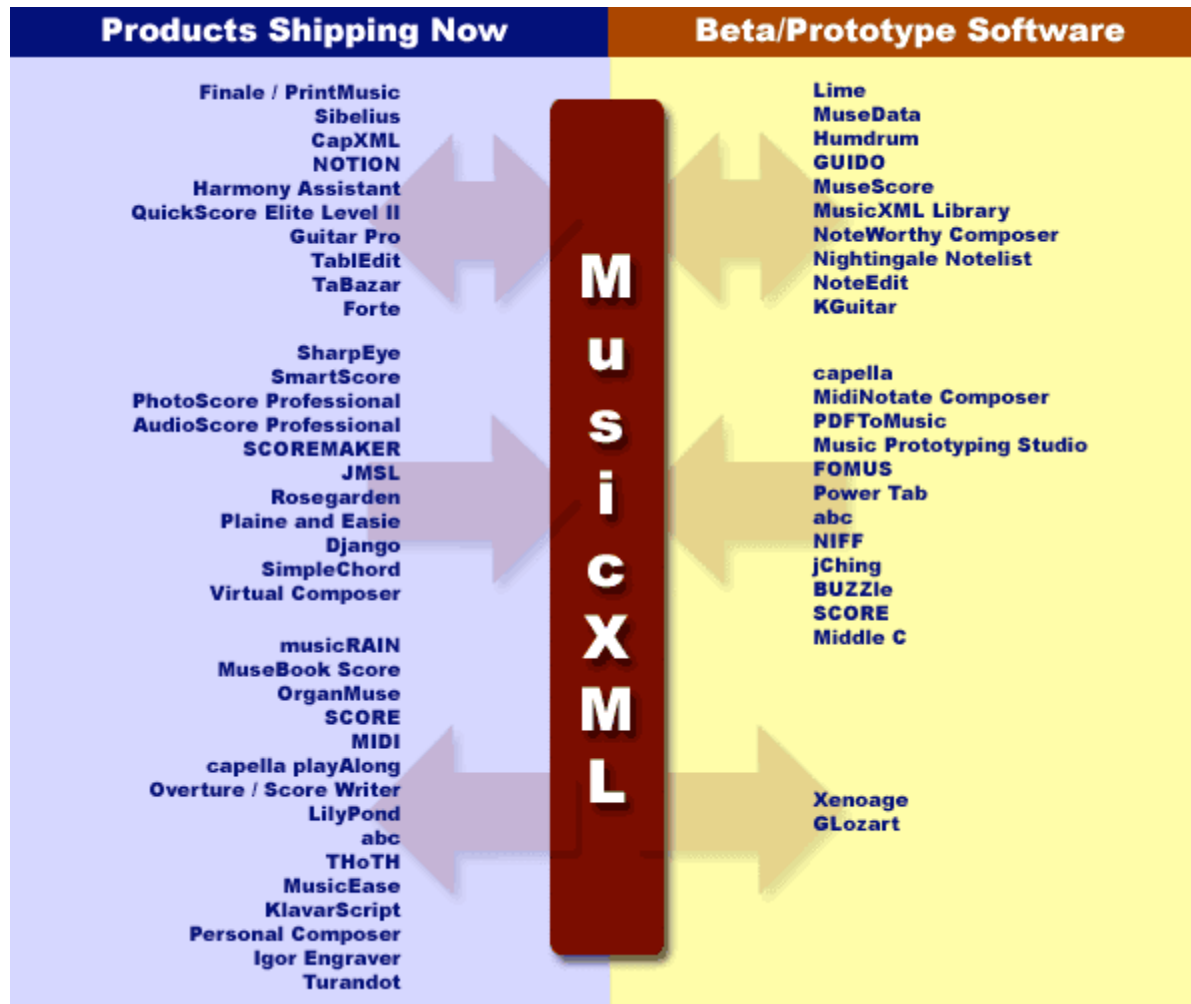 Products Shipping Now
Finale / PrintMusic
Sibelius
CapXML
NOTION
Harmony Assistant
QuickScore Elite Level II
Guitar Pro
TablEdit
TaBazar
Forte
SharpEye
SmartScore
PhotoScore Professional
AudioScore Professional
SCOREMAKER
JMSL
Rosegarden
Plaine and Easie
Django
SimpleChord
Virtual Composer
musicRAIN
MuseBook Score
OrganMuse
SCORE
MIDI
capella playAlong
Overture / Score Writer
LilyPond
abc
THoTH
MusicEase
KlavarScript
Personal Composer
Igor Engraver
Turandot
MusicXML
Beta/Prototype Software
Lime
MuseData
Humdrum
GUIDO
MuseScore
MusicXML Library
NoteWorthy Composer
Nightingale Notelist
NoteEdit
KGuitar
capella
MidiNotate Composer
PDFToMusic
Music Prototyping Studio
FOMUS
Power Tab
abc
NIFF
jChing
BUZZle
SCORE
Middle C
Xenoage
GLozart